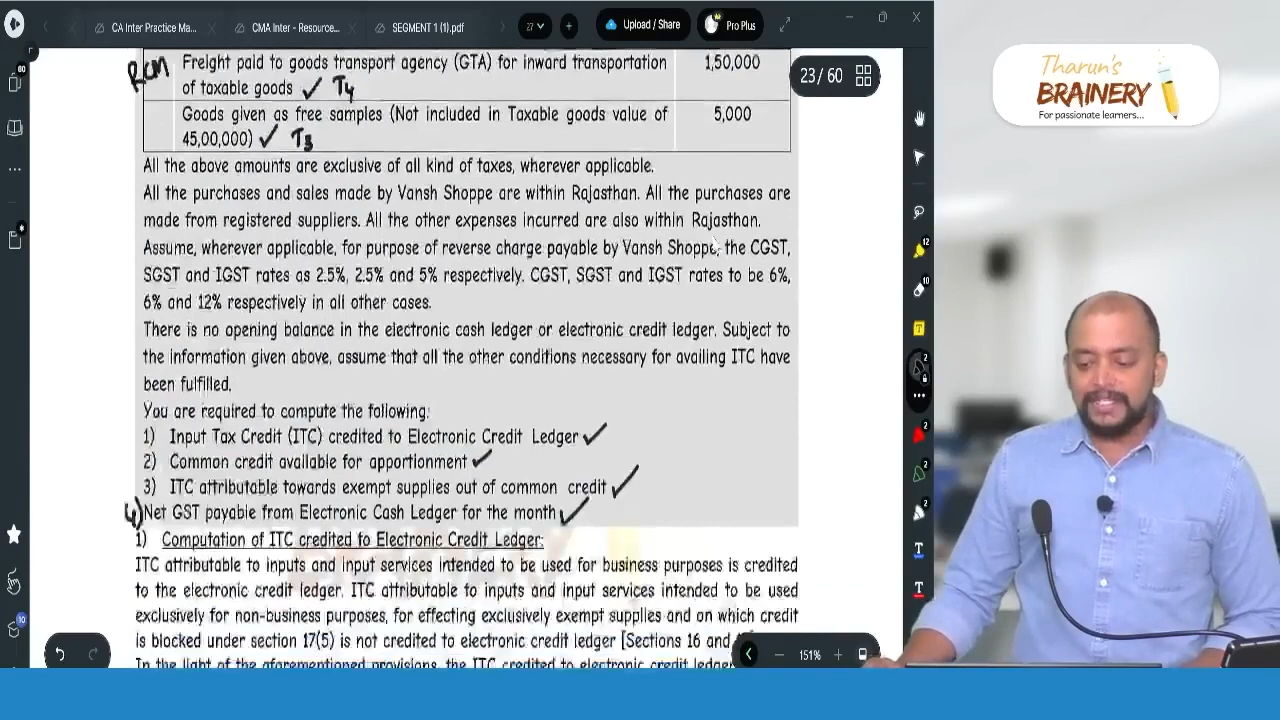 CA Inter Practice Ma...
CMA Inter - Resource...
SEGMENT 1 (1).pdf
27
Upload / Share
Pro Plus
RCM
Freight paid to goods transport agency (GTA) for inward transportation 1,50,000
of taxable goods ✓ T4
Goods given as free samples (Not included in Taxable goods value of 5,000
45,00,000) ✓ T3
23/60
All the above amounts are exclusive of all kind of taxes, wherever applicable.
All the purchases and sales made by Vansh Shoppe are within Rajasthan. All the purchases are
made from registered suppliers. All the other expenses incurred are also within Rajasthan.
Assume, wherever applicable, for purpose of reverse charge payable by Vansh Shoppe, the CGST,
SGST and IGST rates as 2.5%, 2.5% and 5% respectively. CGST, SGST and IGST rates to be 6%,
6% and 12% respectively in all other cases.
There is no opening balance in the electronic cash ledger or electronic credit ledger. Subject to
the information given above, assume that all the other conditions necessary for availing ITC have
been fulfilled.
You are required to compute the following:
1) Input Tax Credit (ITC) credited to Electronic Credit Ledger ✓
2) Common credit available for apportionment ✓
3) ITC attributable towards exempt supplies out of common credit ✓
4) Net GST payable from Electronic Cash Ledger for the month ✓
1) Computation of ITC credited to Electronic Credit Ledger:
ITC attributable to inputs and input services intended to be used for business purposes is credited
to the electronic credit ledger. ITC attributable to inputs and input services intended to be used
exclusively for non-business purposes, for effecting exclusively exempt supplies and on which credit
is blocked under section 17(5) is not credited to electronic credit ledger [Sections 16 and
In the light of the aforementioned provisions, the ITC credited to electronic credit ledger
151%
Tharun's
BRAINERY
For passionate learners...